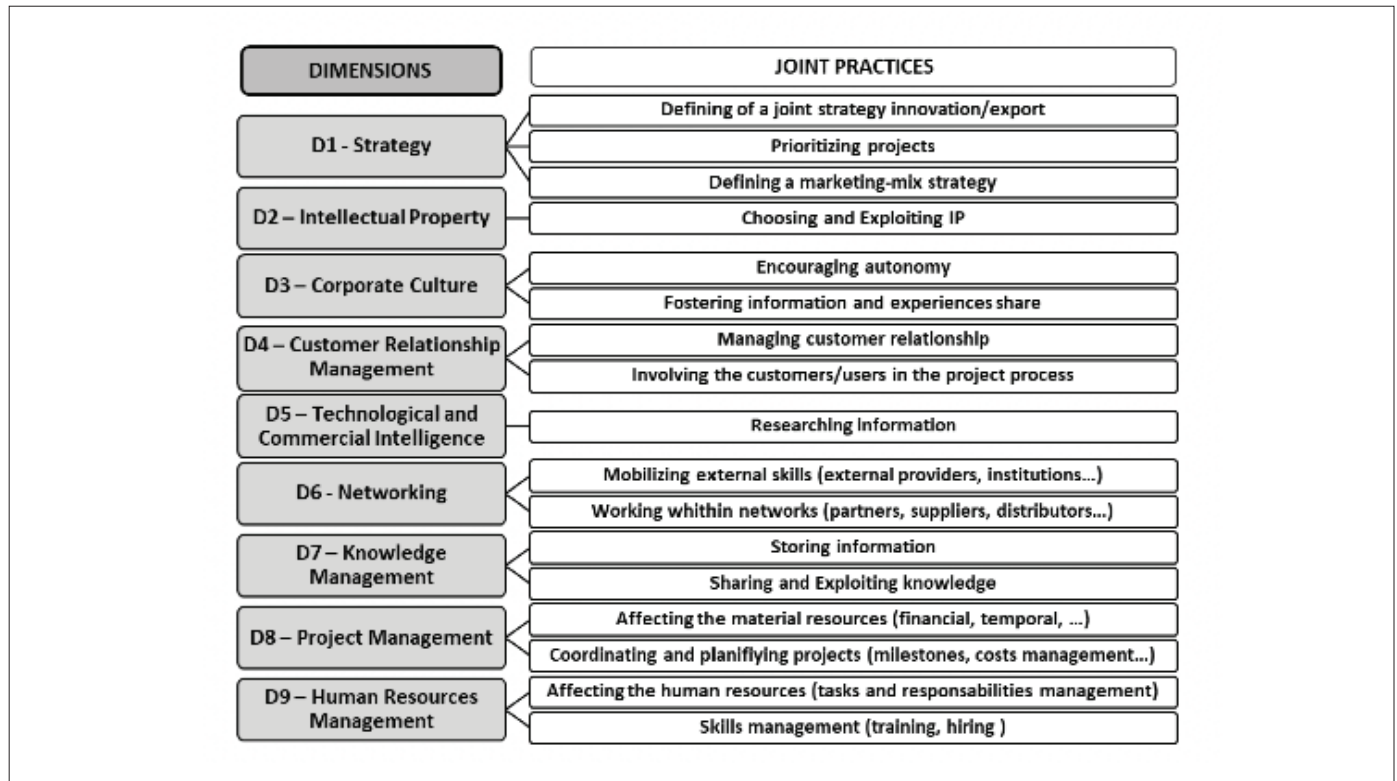 DIMENSIONS
JOINT PRACTICES
D1 - Strategy
Defining of a joint strategy innovation/export
Prioritizing projects
Defining a marketing-mix strategy
D2 – Intellectual Property
Choosing and Exploiting IP
D3 – Corporate Culture
Encouraging autonomy
Fostering information and experiences share
D4 – Customer Relationship
Management
Managing customer relationship
Involving the customers/users in the project process
D5 – Technological and
Commercial Intelligence
Researching information
D6 - Networking
Mobilizing external skills (external providers, institutions...)
Working whithin networks (partners, suppliers, distributors...)
D7 – Knowledge
Management
Storing information
Sharing and Exploiting knowledge
D8 – Project Management
Affecting the material resources (financial, temporal, ...)
Coordinating and planiflying projects (milestones, costs management...)
D9 – Human Resources
Management
Affecting the human resources (tasks and responsabilities management)
Skills management (training, hiring )